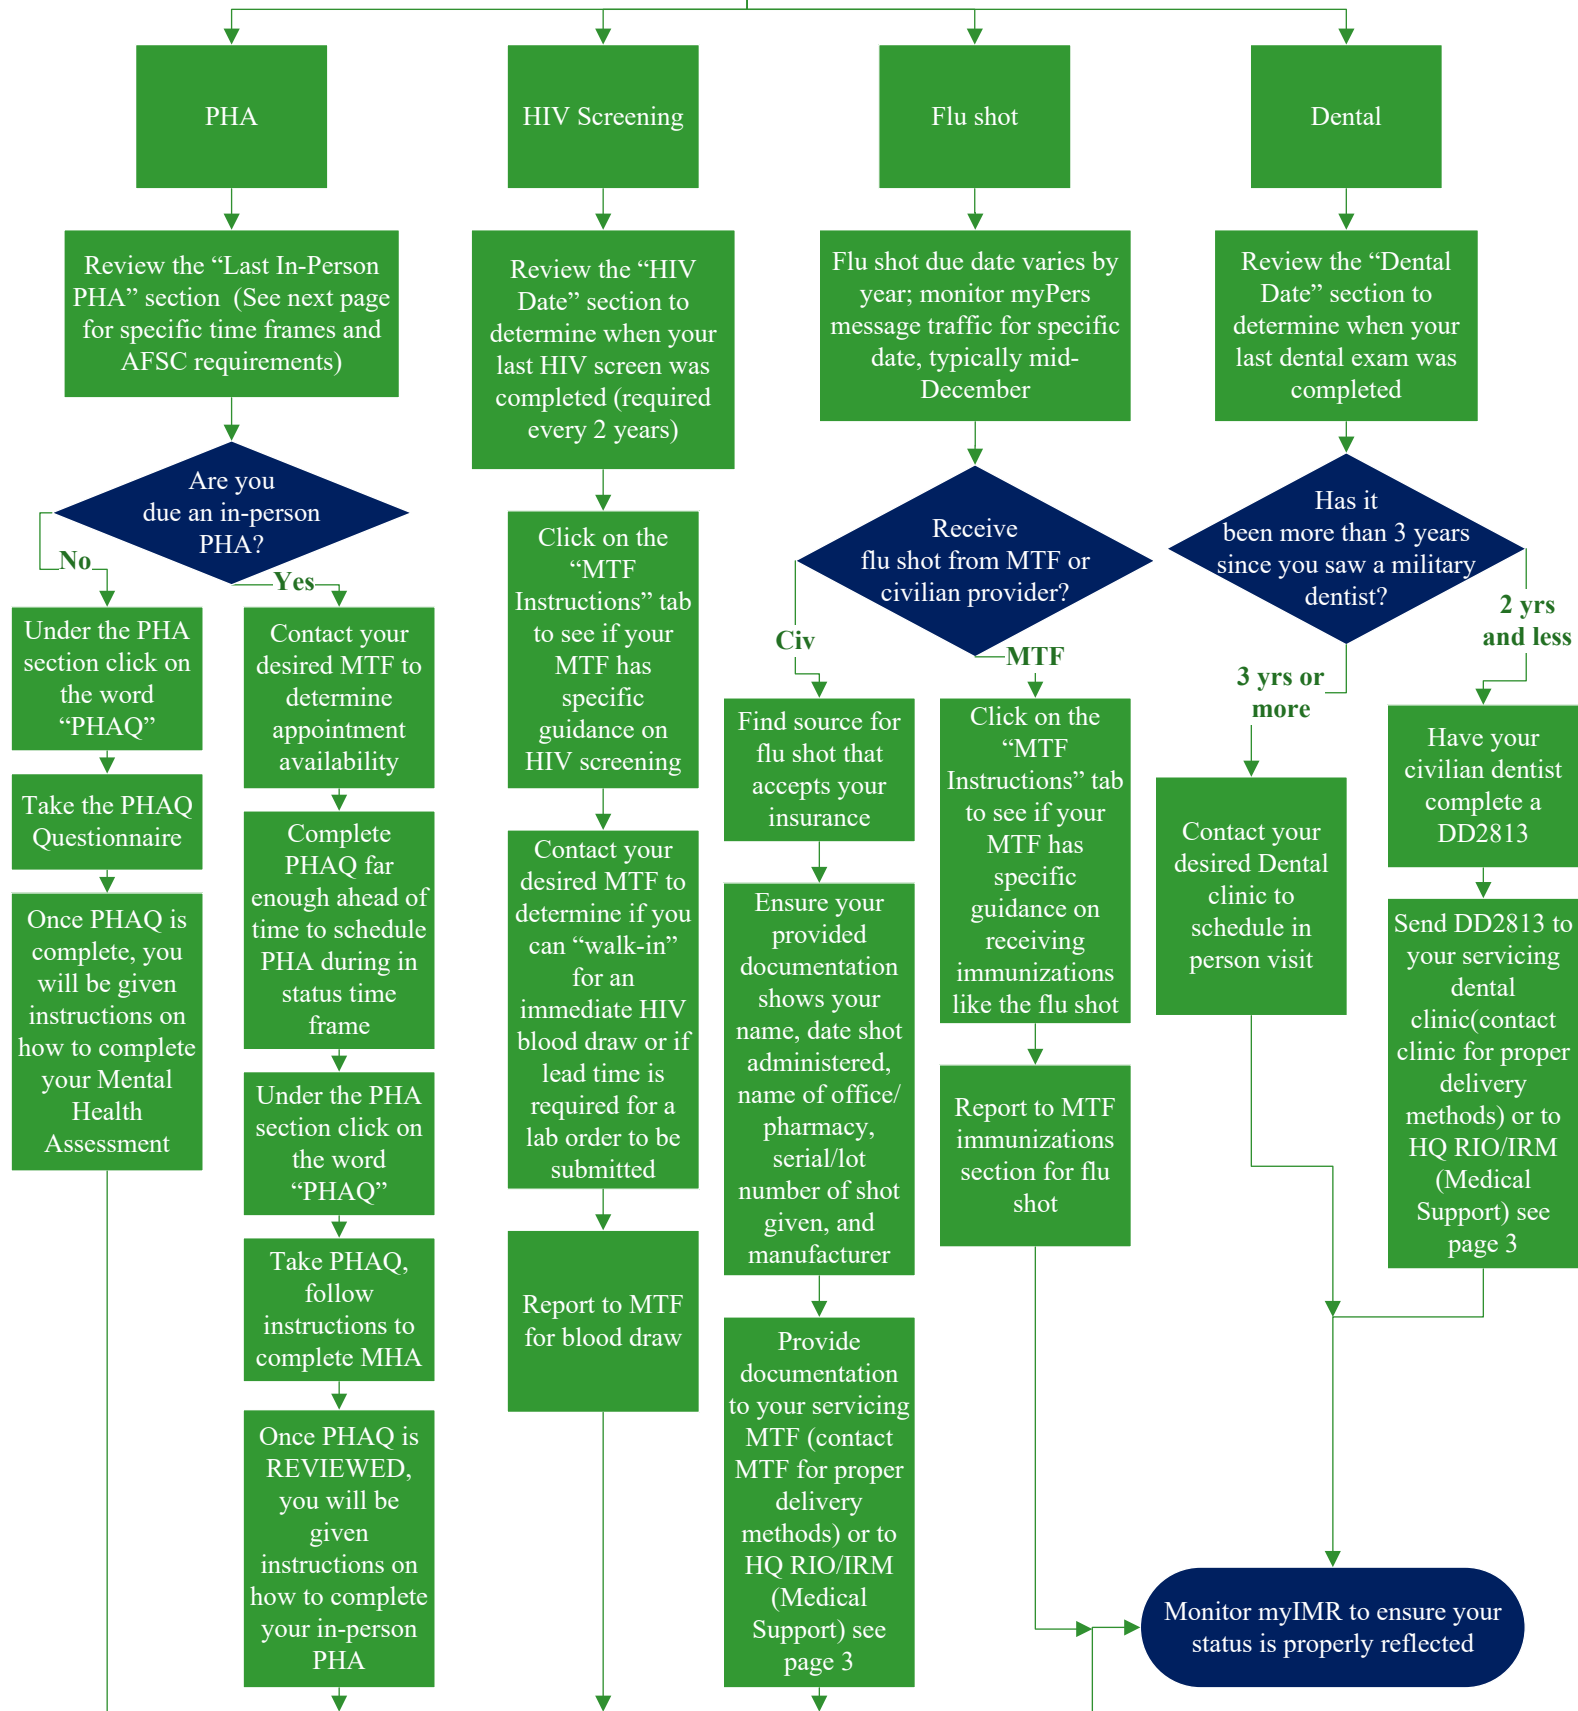 PHA
HIV Screening
Flu shot
Dental
Review the “Last In-Person
PHA” section  (See next page
for specific time frames and
AFSC requirements)
Review the “HIV
Date” section to
determine when your
last HIV screen was
completed (required
every 2 years)
Flu shot due date varies by
year; monitor myPers
message traffic for specific
date, typically mid-
December
Review the “Dental
Date” section to
determine when your
last dental exam was
completed
Are you
due an in-person
PHA?
No
Yes
Under the PHA
section click on
the word
“PHAQ”
Take the PHAQ
Questionnaire
Once PHAQ is
complete, you
will be given
instructions on
how to complete
your Mental
Health
Assessment
Contact your
desired MTF to
determine
appointment
availability
Complete
PHAQ far
enough ahead of
time to schedule
PHA during in
status time
frame
Under the PHA
section click on
the word
“PHAQ”
Take PHAQ,
follow
instructions to
complete MHA
Once PHAQ is
REVIEWED,
you will be
given
instructions on
how to complete
your in-person
PHA
Click on the
“MTF
Instructions” tab
to see if your
MTF has
specific
guidance on
HIV screening
Contact your
desired MTF to
determine if you
can “walk-in”
for an
immediate HIV
blood draw or if
lead time is
required for a
lab order to be
submitted
Report to MTF
for blood draw
Receive
flu shot from MTF or
civilian provider?
Civ
MTF
Find source for
flu shot that
accepts your
insurance
Ensure your
provided
documentation
shows your
name, date shot
administered,
name of office/
pharmacy,
serial/lot
number of shot
given, and
manufacturer
Provide
documentation
to your servicing
MTF (contact
MTF for proper
delivery
methods) or to
HQ RIO/IRM
(Medical
Support) see
page 3
Click on the
“MTF
Instructions” tab
to see if your
MTF has
specific
guidance on
receiving
immunizations
like the flu shot
Report to MTF
immunizations
section for flu
shot
Has it
been more than 3 years
since you saw a military
dentist?
3 yrs or
more
2 yrs
and less
Contact your
desired Dental
clinic to
schedule in
person visit
Have your
civilian dentist
complete a
DD2813
Send DD2813 to
your servicing
dental
clinic(contact
clinic for proper
delivery
methods) or to
HQ RIO/IRM
(Medical
Support) see
page 3
Monitor myIMR to ensure your
status is properly reflected